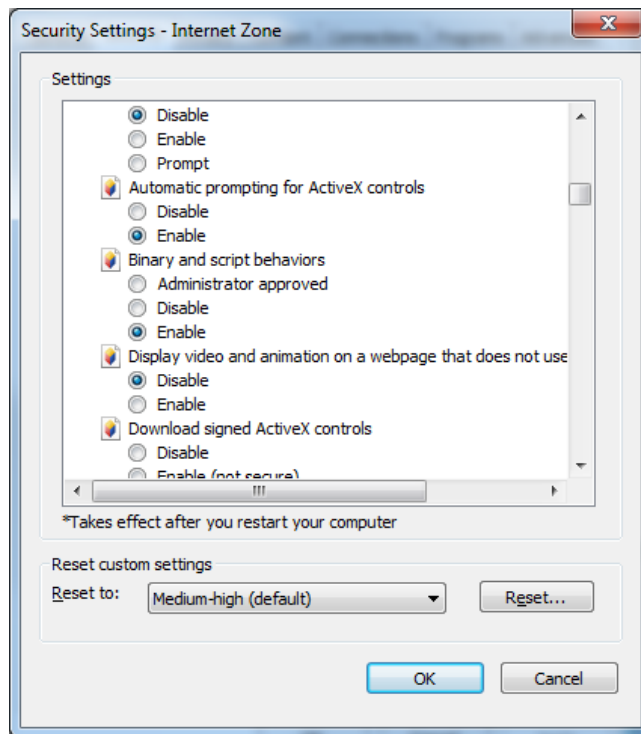 Security Settings - Internet Zone
Settings
Disable
Enable
Prompt
Automatic prompting for ActiveX controls
Disable
Enable
Binary and script behaviors
Administrator approved
Disable
Enable
Display video and animation on a webpage that does not use
Disable
Enable
Download signed ActiveX controls
Disable
Enable (not secure)
*Takes effect after you restart your computer
Reset custom settings
Reset to:
Medium-high (default)
Reset...
OK
Cancel